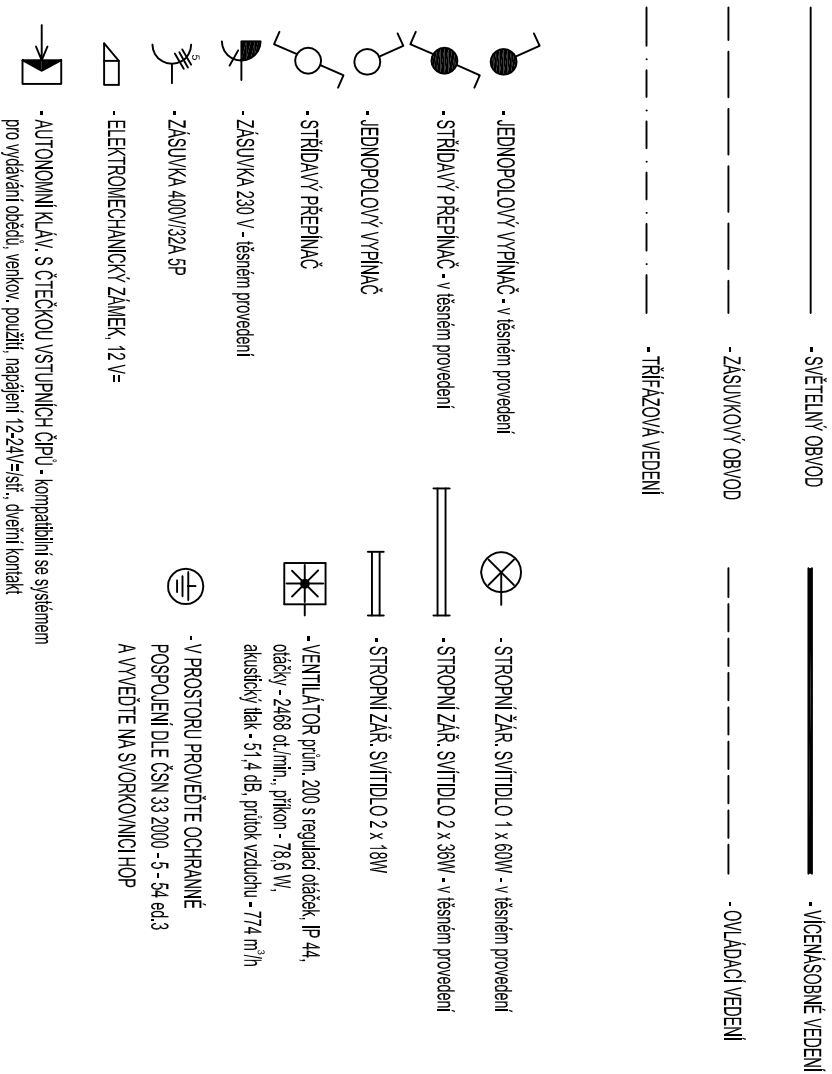 - SVĚTELNÝ OBVOD
- ZÁSUVKOVÝ OBVOD
- TŘÍFÁZOVÁ VEDENÍ
- VÍCENÁSOBNÉ VEDENÍ
- OVLÁDACÍ VEDENÍ
- JEDNOPOLOVÝ VYPÍNAČ - v těsném provedení
- STŘÍDAVÝ PŘEPÍNAČ - v těsném provedení
- JEDNOPOLOVÝ VYPÍNAČ
- STŘÍDAVÝ PŘEPÍNAČ
- ZÁSUVKA 230 V - těsném provedení
5
- ZÁSUVKA 400V/32A 5P
- ELEKTROMECHANICKÝ ZÁMEK, 12 V=
- AUTONOMNÍ KLÁV. S ČTEČKOU VSTUPNÍCH ČIPŮ - kompatibilní se systémem
pro vydávání obědů, venkov. použití, napájení 12-24V=/stř., dveřní kontakt
- STROPNÍ ŽÁR. SVÍTIDLO 1 x 60W - v těsném provedení
- STROPNÍ ZÁŘ. SVÍTIDLO 2 x 36W - v těsném provedení
- STROPNÍ ZÁŘ. SVÍTIDLO 2 x 18W
- VENTILÁTOR prům. 200 s regulací otáček, IP 44,
otáčky - 2468 ot./min., příkon - 78,6 W,
akustický tlak - 51,4 dB, průtok vzduchu - 774 m³/h
- V PROSTORU PROVEĎTE OCHRANNÉ
POSPOJENÍ DLE ČSN 33 2000 - 5 - 54 ed.3
A VYVEĎTE NA SVORKOVNICI HOP